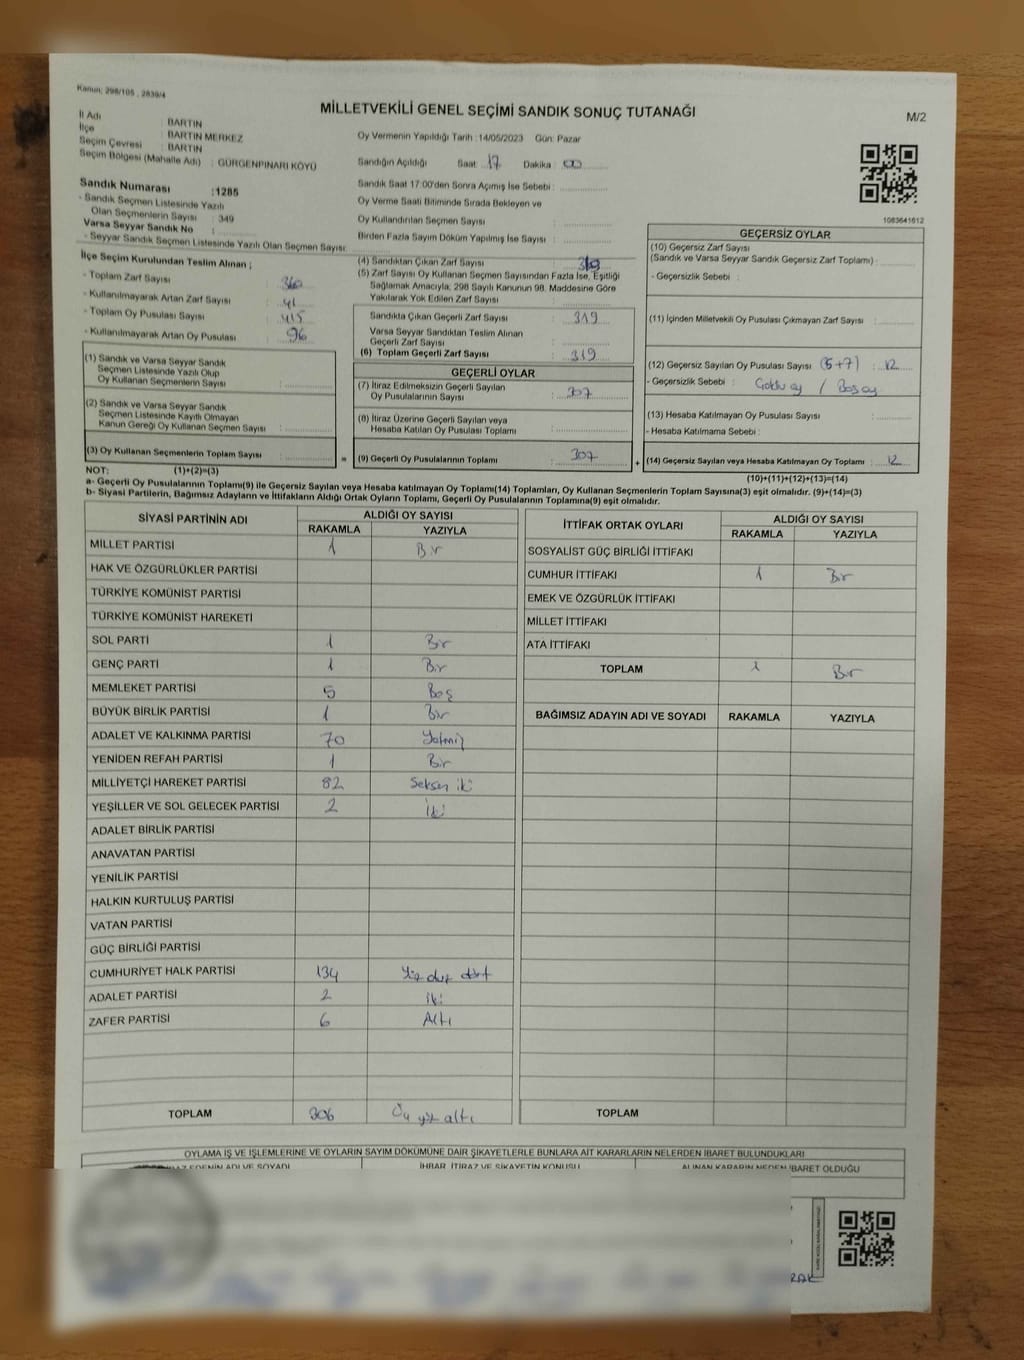 Kanun: 298/105 , 2839/4
MİLLETVEKİLİ GENEL SEÇİMİ SANDIK SONUÇ TUTANAĞI
M/2
İl Adı : BARTIN
İlçe : BARTIN MERKEZ
Seçim Çevresi : BARTIN
Seçim Bölgesi (Mahalle Adı) : GÜRGENPINARI KÖYÜ
Sandık Numarası :1285
- Sandık Seçmen Listesinde Yazılı
Olan Seçmenlerin Sayısı : 349
Varsa Seyyar Sandık No :
- Seyyar Sandık Seçmen Listesinde Yazılı Olan Seçmen Sayısı:
Oy Vermenin Yapıldığı Tarih :14/05/2023 Gün: Pazar
Sandığın Açıldığı Saat :17 Dakika :00
Sandık Saat 17:00'den Sonra Açımış İse Sebebi :
Oy Verme Saati Bitiminde Sırada Bekleyen ve
Oy Kullandırılan Seçmen Sayısı :
Birden Fazla Sayım Döküm Yapılmış İse Sayısı :
1083641612
İlçe Seçim Kurulundan Teslim Alınan ;
- Toplam Zarf Sayısı : 360
- Kullanılmayarak Artan Zarf Sayısı : 41
- Toplam Oy Pusulası Sayısı : 415
- Kullanılmayarak Artan Oy Pusulası : 96
(1) Sandık ve Varsa Seyyar Sandık
Seçmen Listesinde Yazılı Olup
Oy Kullanan Seçmenlerin Sayısı :
(2) Sandık ve Varsa Seyyar Sandık
Seçmen Listesinde Kayıtlı Olmayan
Kanun Gereği Oy Kullanan Seçmen Sayısı :
(3) Oy Kullanan Seçmenlerin Toplam Sayısı :
(4) Sandıktan Çıkan Zarf Sayısı : 319
(5) Zarf Sayısı Oy Kullanan Seçmen Sayısından Fazla İse, Eşitliği
Sağlamak Amacıyla, 298 Sayılı Kanunun 98. Maddesine Göre
Yakılarak Yok Edilen Zarf Sayısı :
Sandıkta Çıkan Geçerli Zarf Sayısı : 319
Varsa Seyyar Sandıktan Teslim Alınan
Geçerli Zarf Sayısı :
(6) Toplam Geçerli Zarf Sayısı : 319
GEÇERLİ OYLAR
(7) İtiraz Edilmeksizin Geçerli Sayılan
Oy Pusulalarının Sayısı : 307
(8) İtiraz Üzerine Geçerli Sayılan veya
Hesaba Katılan Oy Pusulası Toplamı :
= (9) Geçerli Oy Pusulalarının Toplamı : 307
GEÇERSİZ OYLAR
(10) Geçersiz Zarf Sayısı
(Sandık ve Varsa Seyyar Sandık Geçersiz Zarf Toplamı) :
- Geçersizlik Sebebi :
(11) İçinden Milletvekili Oy Pusulası Çıkmayan Zarf Sayısı :
(12) Geçersiz Sayılan Oy Pusulası Sayısı (5+7) : 12
- Geçersizlik Sebebi : Çoklu oy / Boş oy
(13) Hesaba Katılmayan Oy Pusulası Sayısı :
- Hesaba Katılmama Sebebi :
+ (14) Geçersiz Sayılan veya Hesaba Katılmayan Oy Toplamı : 12
NOT: (1)+(2)=(3) (10)+(11)+(12)+(13)=(14)
a- Geçerli Oy Pusulalarının Toplamı(9) ile Geçersiz Sayılan veya Hesaba katılmayan Oy Toplamı(14) Toplamları, Oy Kullanan Seçmenlerin Toplam Sayısına(3) eşit olmalıdır. (9)+(14)=(3)
b- Siyasi Partilerin, Bağımsız Adayların ve İttifakların Aldığı Ortak Oyların Toplamı, Geçerli Oy Pusulalarının Toplamına(9) eşit olmalıdır.
SİYASİ PARTİNİN ADI ALDIĞI OY SAYISI
RAKAMLA YAZIYLA
MİLLET PARTİSİ 1 Bir
HAK VE ÖZGÜRLÜKLER PARTİSİ
TÜRKİYE KOMÜNİST PARTİSİ
TÜRKİYE KOMÜNİST HAREKETİ
SOL PARTİ 1 Bir
GENÇ PARTİ 1 Bir
MEMLEKET PARTİSİ 5 Beş
BÜYÜK BİRLİK PARTİSİ 1 Bir
ADALET VE KALKINMA PARTİSİ 70 Yetmiş
YENİDEN REFAH PARTİSİ 1 Bir
MİLLİYETÇİ HAREKET PARTİSİ 82 Seksen iki
YEŞİLLER VE SOL GELECEK PARTİSİ 2 İki
ADALET BİRLİK PARTİSİ
ANAVATAN PARTİSİ
YENİLİK PARTİSİ
HALKIN KURTULUŞ PARTİSİ
VATAN PARTİSİ
GÜÇ BİRLİĞİ PARTİSİ
CUMHURİYET HALK PARTİSİ 134 Yüz otuz dört
ADALET PARTİSİ 2 İki
ZAFER PARTİSİ 6 Altı
TOPLAM 306 Üç yüz altı
İTTİFAK ORTAK OYLARI ALDIĞI OY SAYISI
RAKAMLA YAZIYLA
SOSYALİST GÜÇ BİRLİĞİ İTTİFAKI
CUMHUR İTTİFAKI 1 Bir
EMEK VE ÖZGÜRLÜK İTTİFAKI
MİLLET İTTİFAKI
ATA İTTİFAKI
TOPLAM 1 Bir
BAĞIMSIZ ADAYIN ADI VE SOYADI RAKAMLA YAZIYLA
TOPLAM
OYLAMA İŞ VE İŞLEMLERİNE VE OYLARIN SAYIM DÖKÜMÜNE DAİR ŞİKAYETLERLE BUNLARA AİT KARARLARIN NELERDEN İBARET BULUNDUKLARI
EDENİN ADI VE SOYADI İHBAR, İTİRAZ VE ŞİKAYETİN KONUSU ALINAN KARARIN NEDEN İBARET OLDUĞU